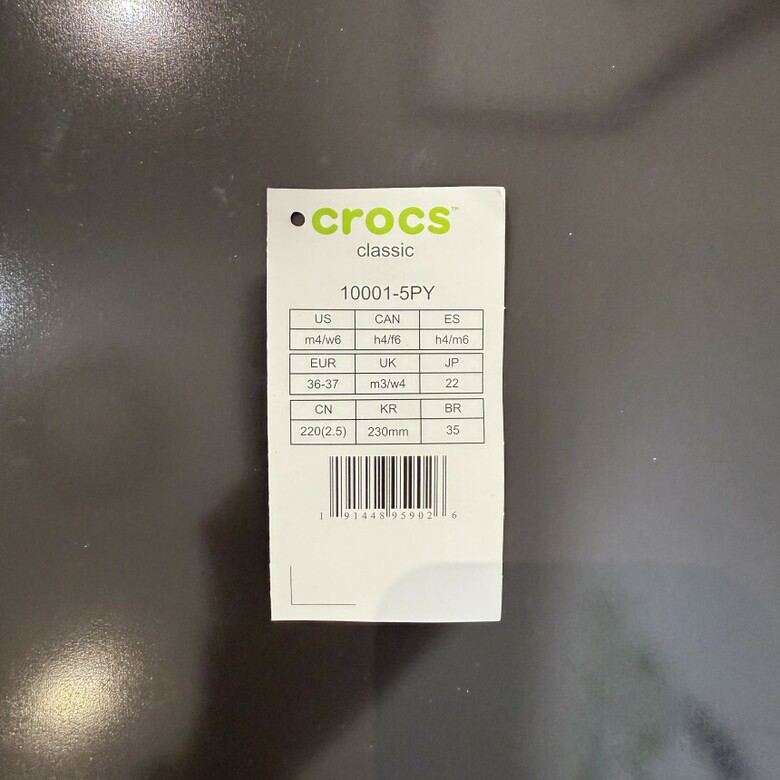 crocs™
classic
10001-5PY
US CAN ES
m4/w6 h4/f6 h4/m6
EUR UK JP
36-37 m3/w4 22
CN KR BR
220(2.5) 230mm 35
1 91448 95902 6